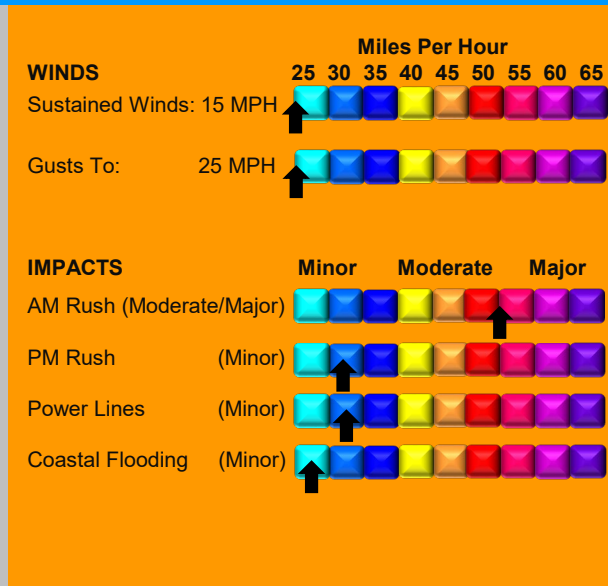 Miles Per Hour
WINDS 25 30 35 40 45 50 55 60 65
Sustained Winds: 15 MPH
Gusts To: 25 MPH
IMPACTS Minor Moderate Major
AM Rush (Moderate/Major)
PM Rush (Minor)
Power Lines (Minor)
Coastal Flooding (Minor)